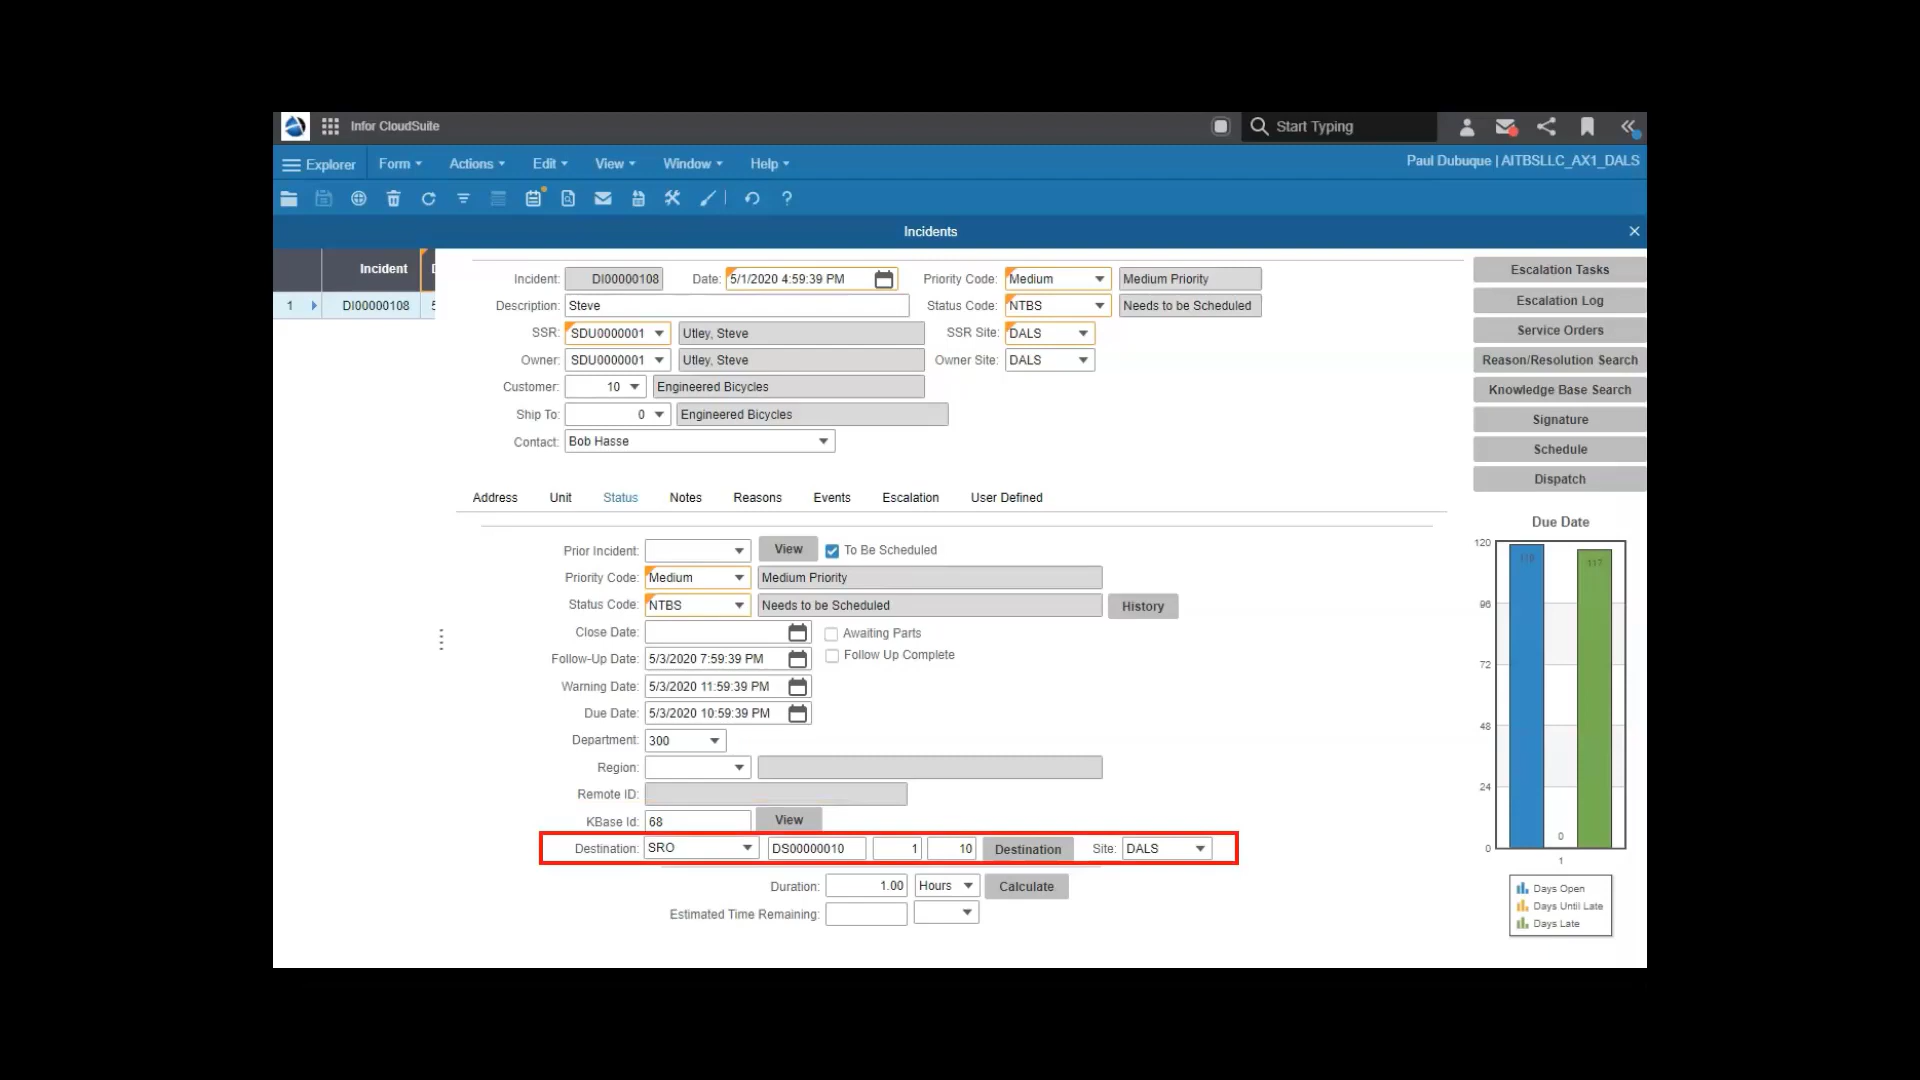 Infor CloudSuite Start Typing
Explorer Form Actions Edit View Window Help Paul Dubuque | AITBSLLC_AX1_DALS
Incidents
Incident
1 DI00000108 5
Incident: DI00000108 Date: 5/1/2020 4:59:39 PM Priority Code: Medium Medium Priority
Description: Steve Status Code: NTBS Needs to be Scheduled
SSR: SDU0000001 Utley, Steve SSR Site: DALS
Owner: SDU0000001 Utley, Steve Owner Site: DALS
Customer: 10 Engineered Bicycles
Ship To: 0 Engineered Bicycles
Contact: Bob Hasse
Escalation Tasks
Escalation Log
Service Orders
Reason/Resolution Search
Knowledge Base Search
Signature
Schedule
Dispatch
Address Unit Status Notes Reasons Events Escalation User Defined
Prior Incident: View To Be Scheduled
Priority Code: Medium Medium Priority
Status Code: NTBS Needs to be Scheduled History
Close Date: Awaiting Parts
Follow-Up Date: 5/3/2020 7:59:39 PM Follow Up Complete
Warning Date: 5/3/2020 11:59:39 PM
Due Date: 5/3/2020 10:59:39 PM
Department: 300
Region:
Remote ID:
KBase Id: 68 View
Destination: SRO DS00000010 1 10 Destination Site: DALS
Duration: 1.00 Hours Calculate
Estimated Time Remaining:
Due Date
120
96
72
48
24
0
117
0
1
Days Open
Days Until Late
Days Late